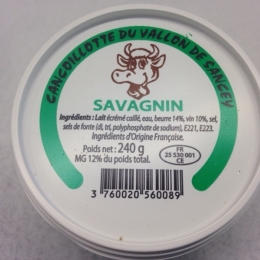 CANCOILLOTTE DU VALLON DE SANCEY
SAVAGNIN
Ingrédients : Lait écrémé caillé, eau, beurre 14%, vin 10%, sel,
sels de fonte (di, tri, polyphosphate de sodium), E221, E223.
Ingrédients d'Origine Française.
Poids net : 240 g
MG 12% du poids total.
FR
25 530 001
CE
3 760020 560089